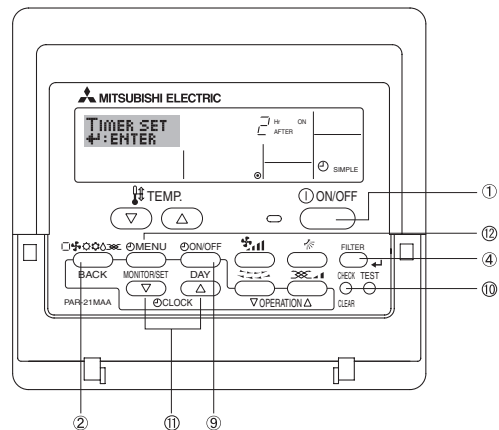 MITSUBISHI ELECTRIC
TIMER SET
↵:ENTER
2 Hr ON
AFTER
SIMPLE
TEMP.
ON/OFF
①
⑫
MENU
ON/OFF
FILTER
④
BACK
MONITOR/SET
DAY
CHECK TEST
PAR-21MAA
CLOCK
▽OPERATION△
CLEAR
⑩
②
⑪
⑨